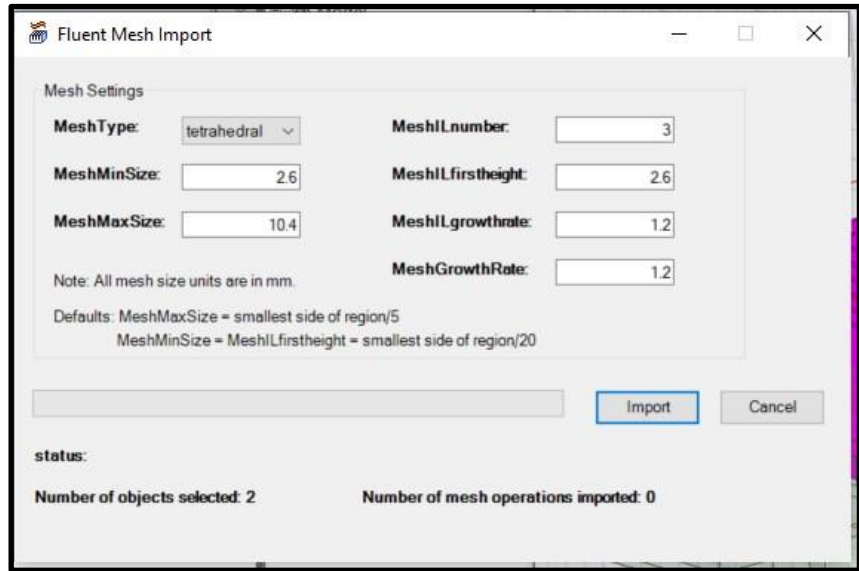 Fluent Mesh Import
Mesh Settings
MeshType: tetrahedral MeshILnumber: 3
MeshMinSize: 2.6 MeshILfirstheight: 2.6
MeshMaxSize: 10.4 MeshILgrowthrate: 1.2
MeshGrowthRate: 1.2
Note: All mesh size units are in mm.
Defaults: MeshMaxSize = smallest side of region/5
MeshMinSize = MeshILfirstheight = smallest side of region/20
Import Cancel
status:
Number of objects selected: 2 Number of mesh operations imported: 0